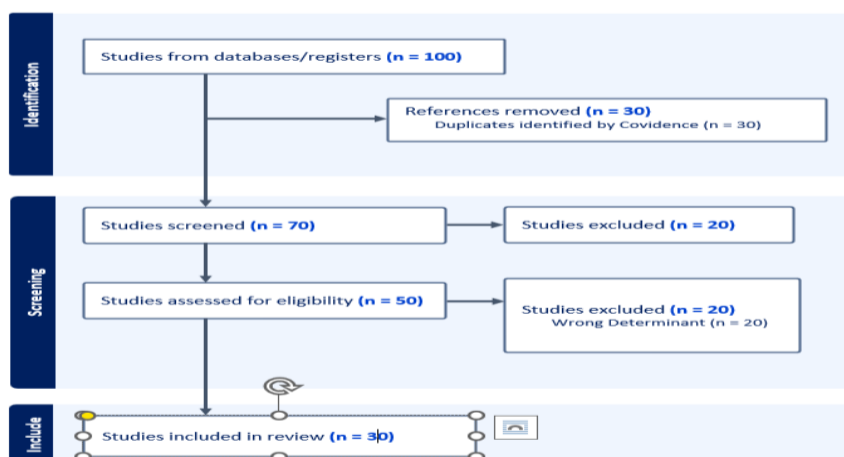 Identification
Studies from databases/registers (n = 100)
References removed (n = 30)
Duplicates identified by Covidence (n = 30)
Screening
Studies screened (n = 70)
Studies excluded (n = 20)
Studies assessed for eligibility (n = 50)
Studies excluded (n = 20)
Wrong Determinant (n = 20)
Include
Studies included in review (n = 30)